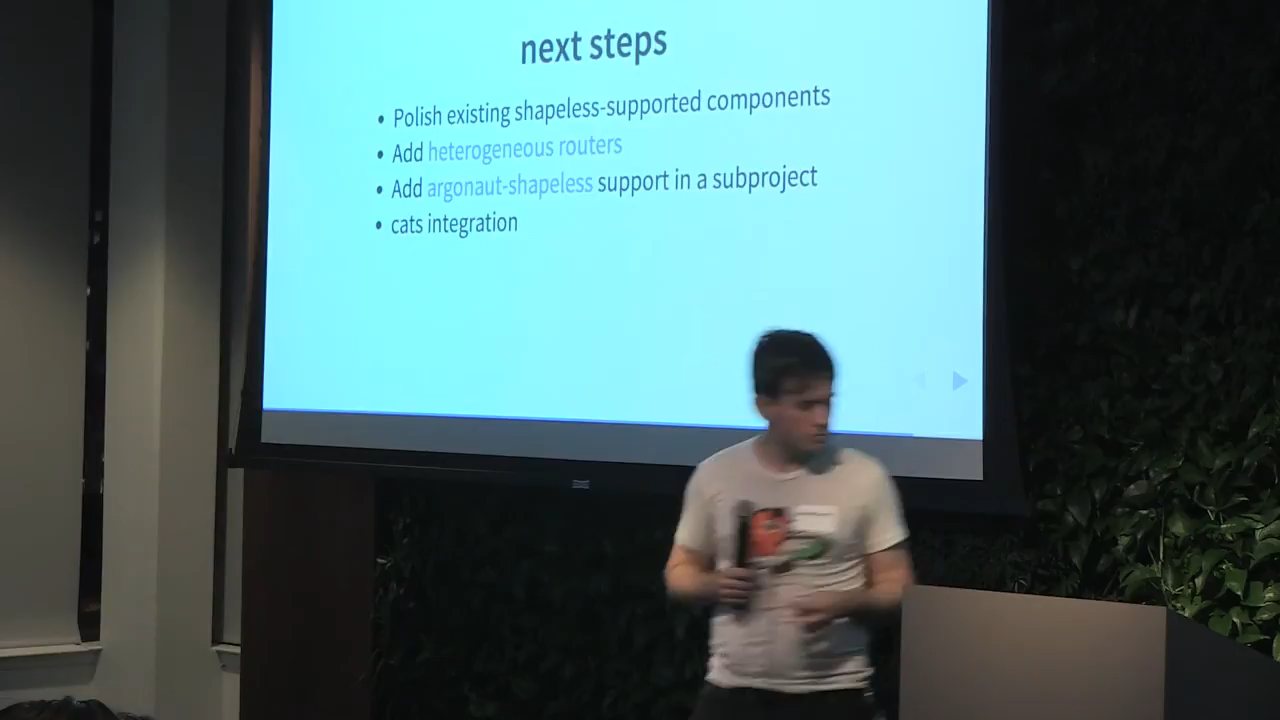 next steps
• Polish existing shapeless-supported components
• Add heterogeneous routers
• Add argonaut-shapeless support in a subproject
• cats integration